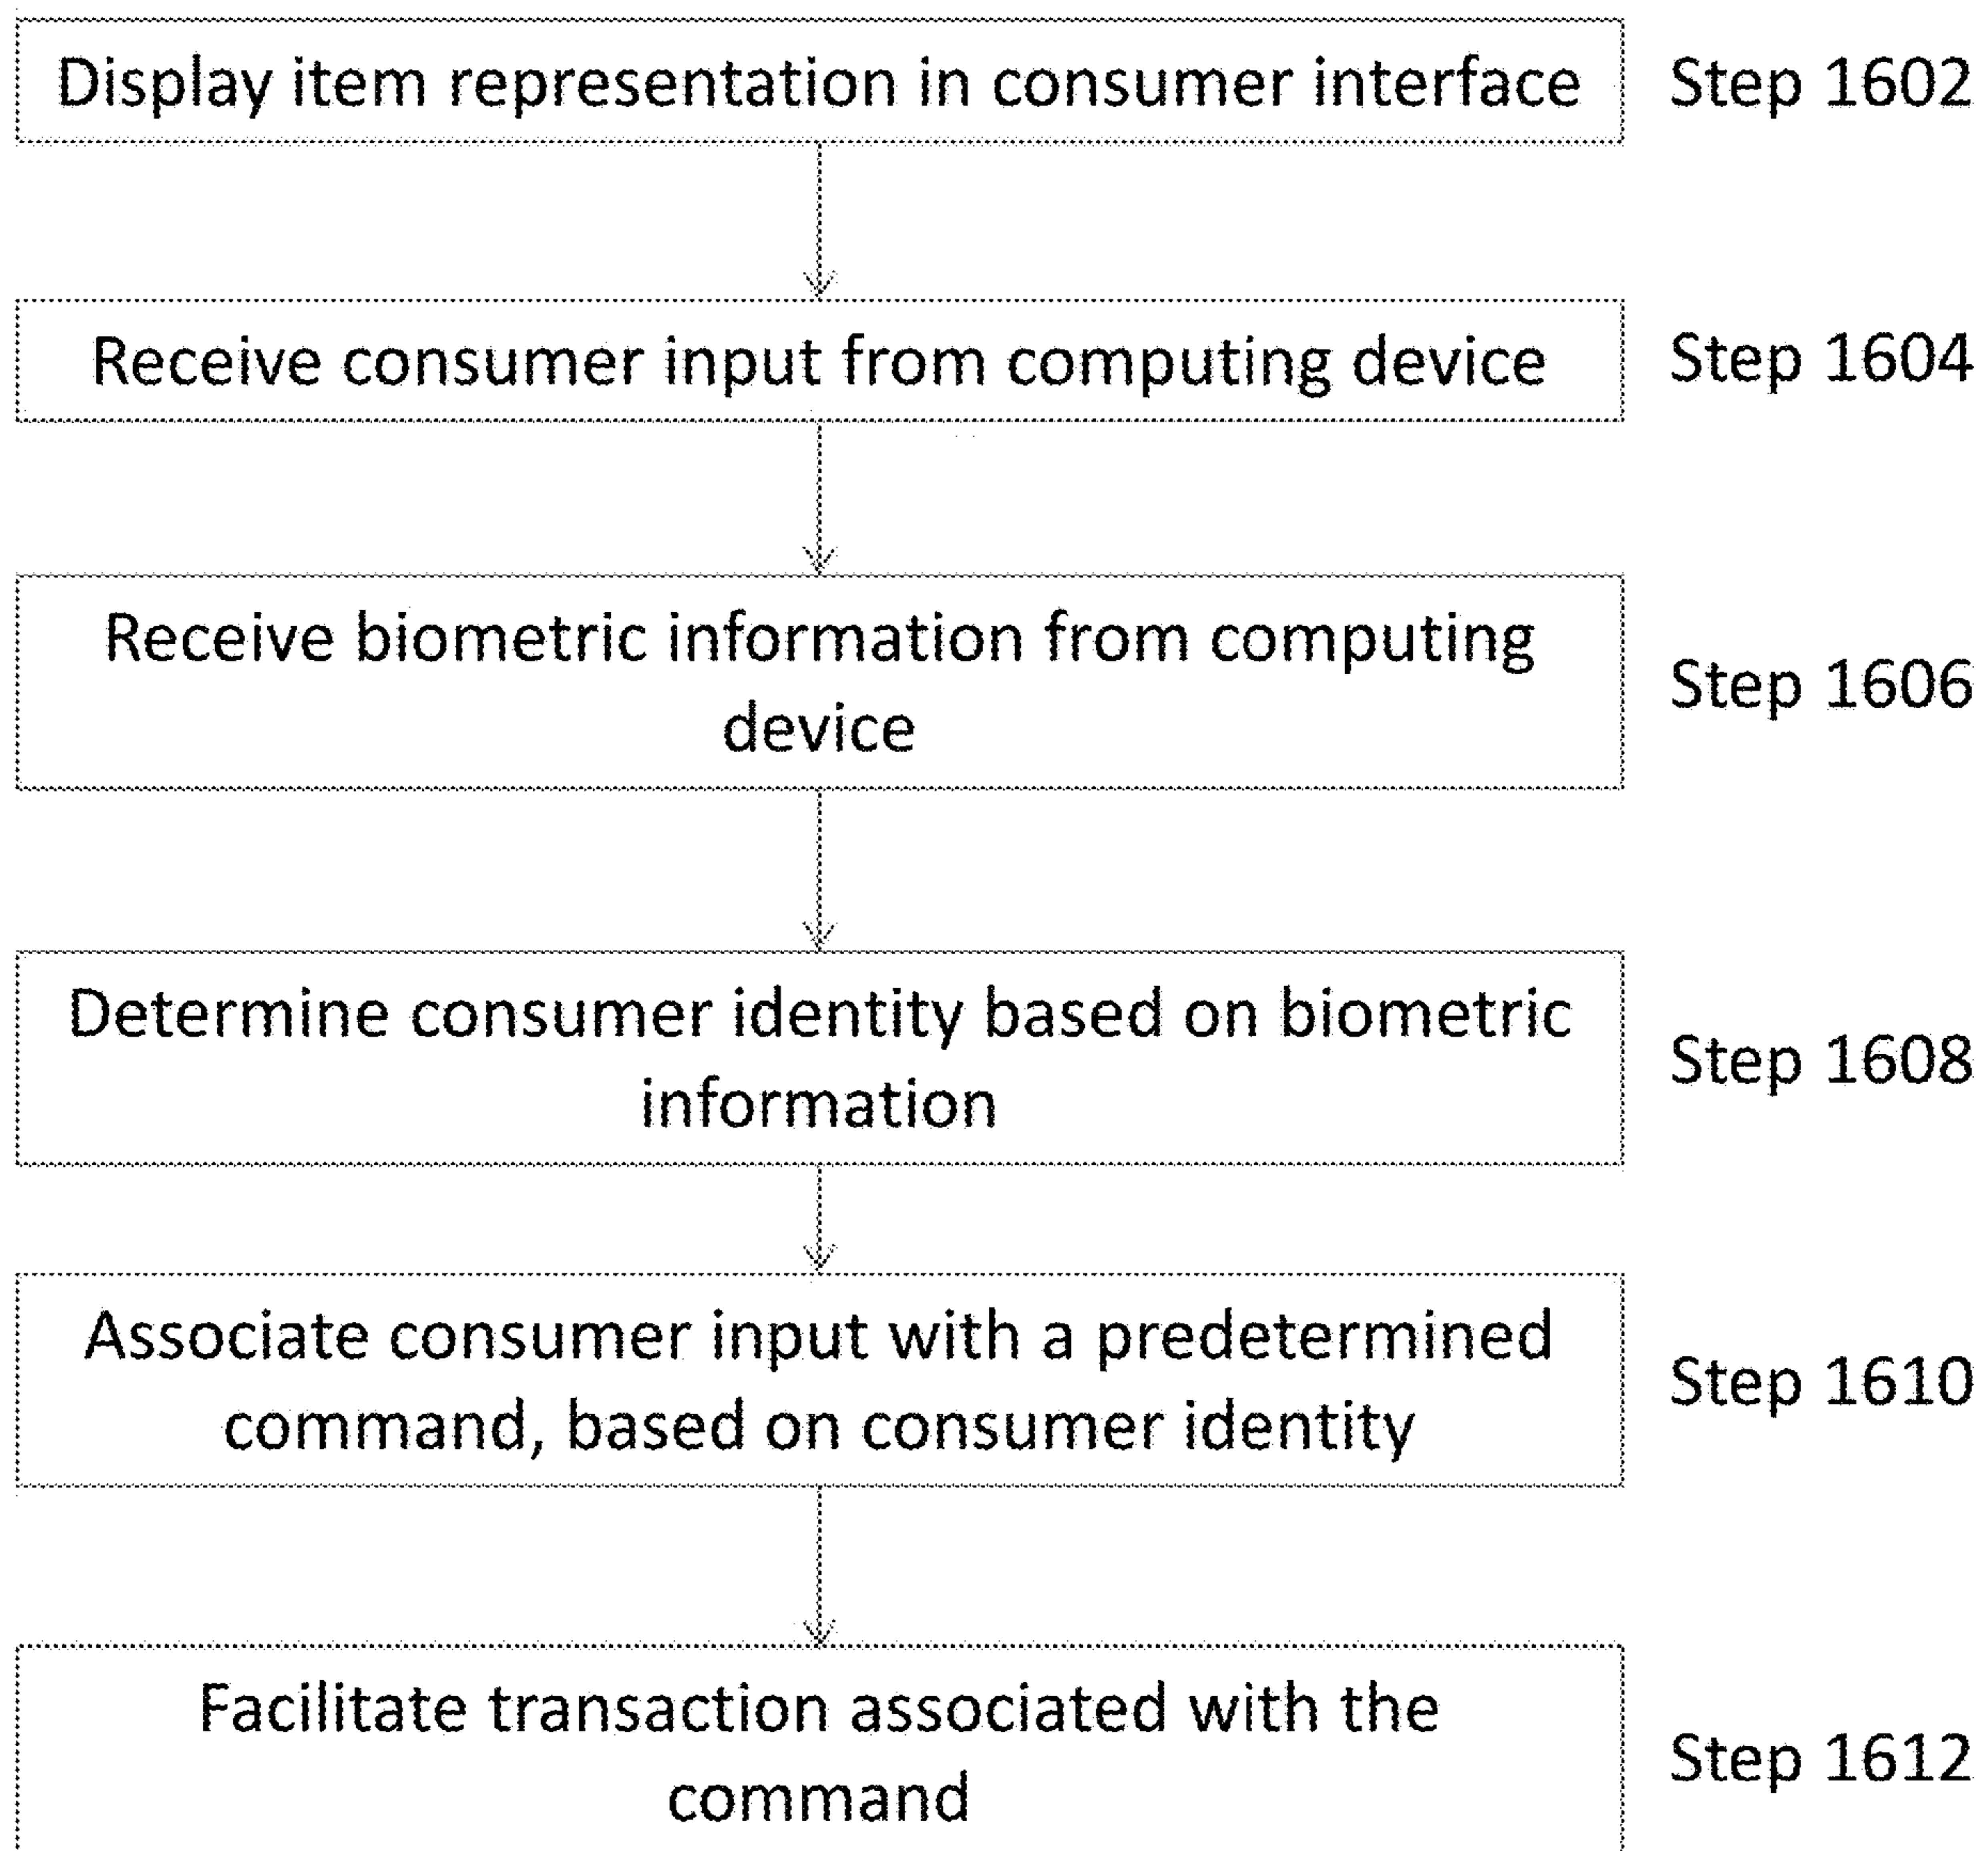 Display item representation in consumer interface
Step 1602
Receive consumer input from computing device
Step 1604
Receive biometric information from computing
device
Step 1606
Determine consumer identity based on biometric
information
Step 1608
Associate consumer input with a predetermined
command, based on consumer identity
Step 1610
Facilitate transaction associated with the
command
Step 1612